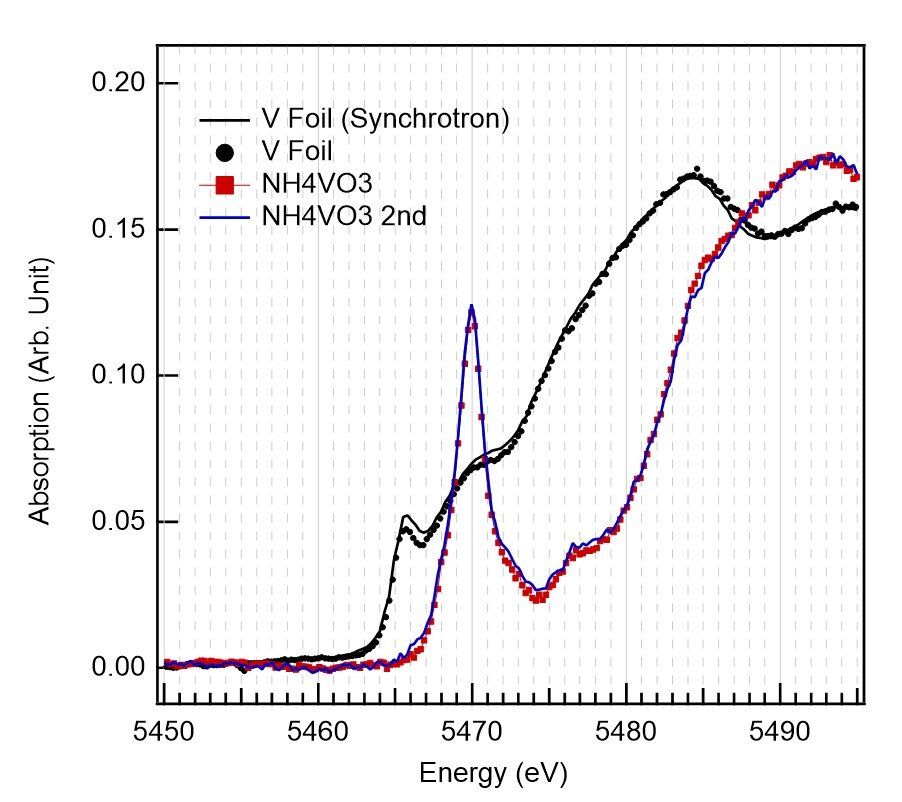 0.20
V Foil (Synchrotron)
V Foil
NH4VO3
NH4VO3 2nd
0.15
0.10
0.05
0.00
Absorption (Arb. Unit)
5450 5460 5470 5480 5490
Energy (eV)